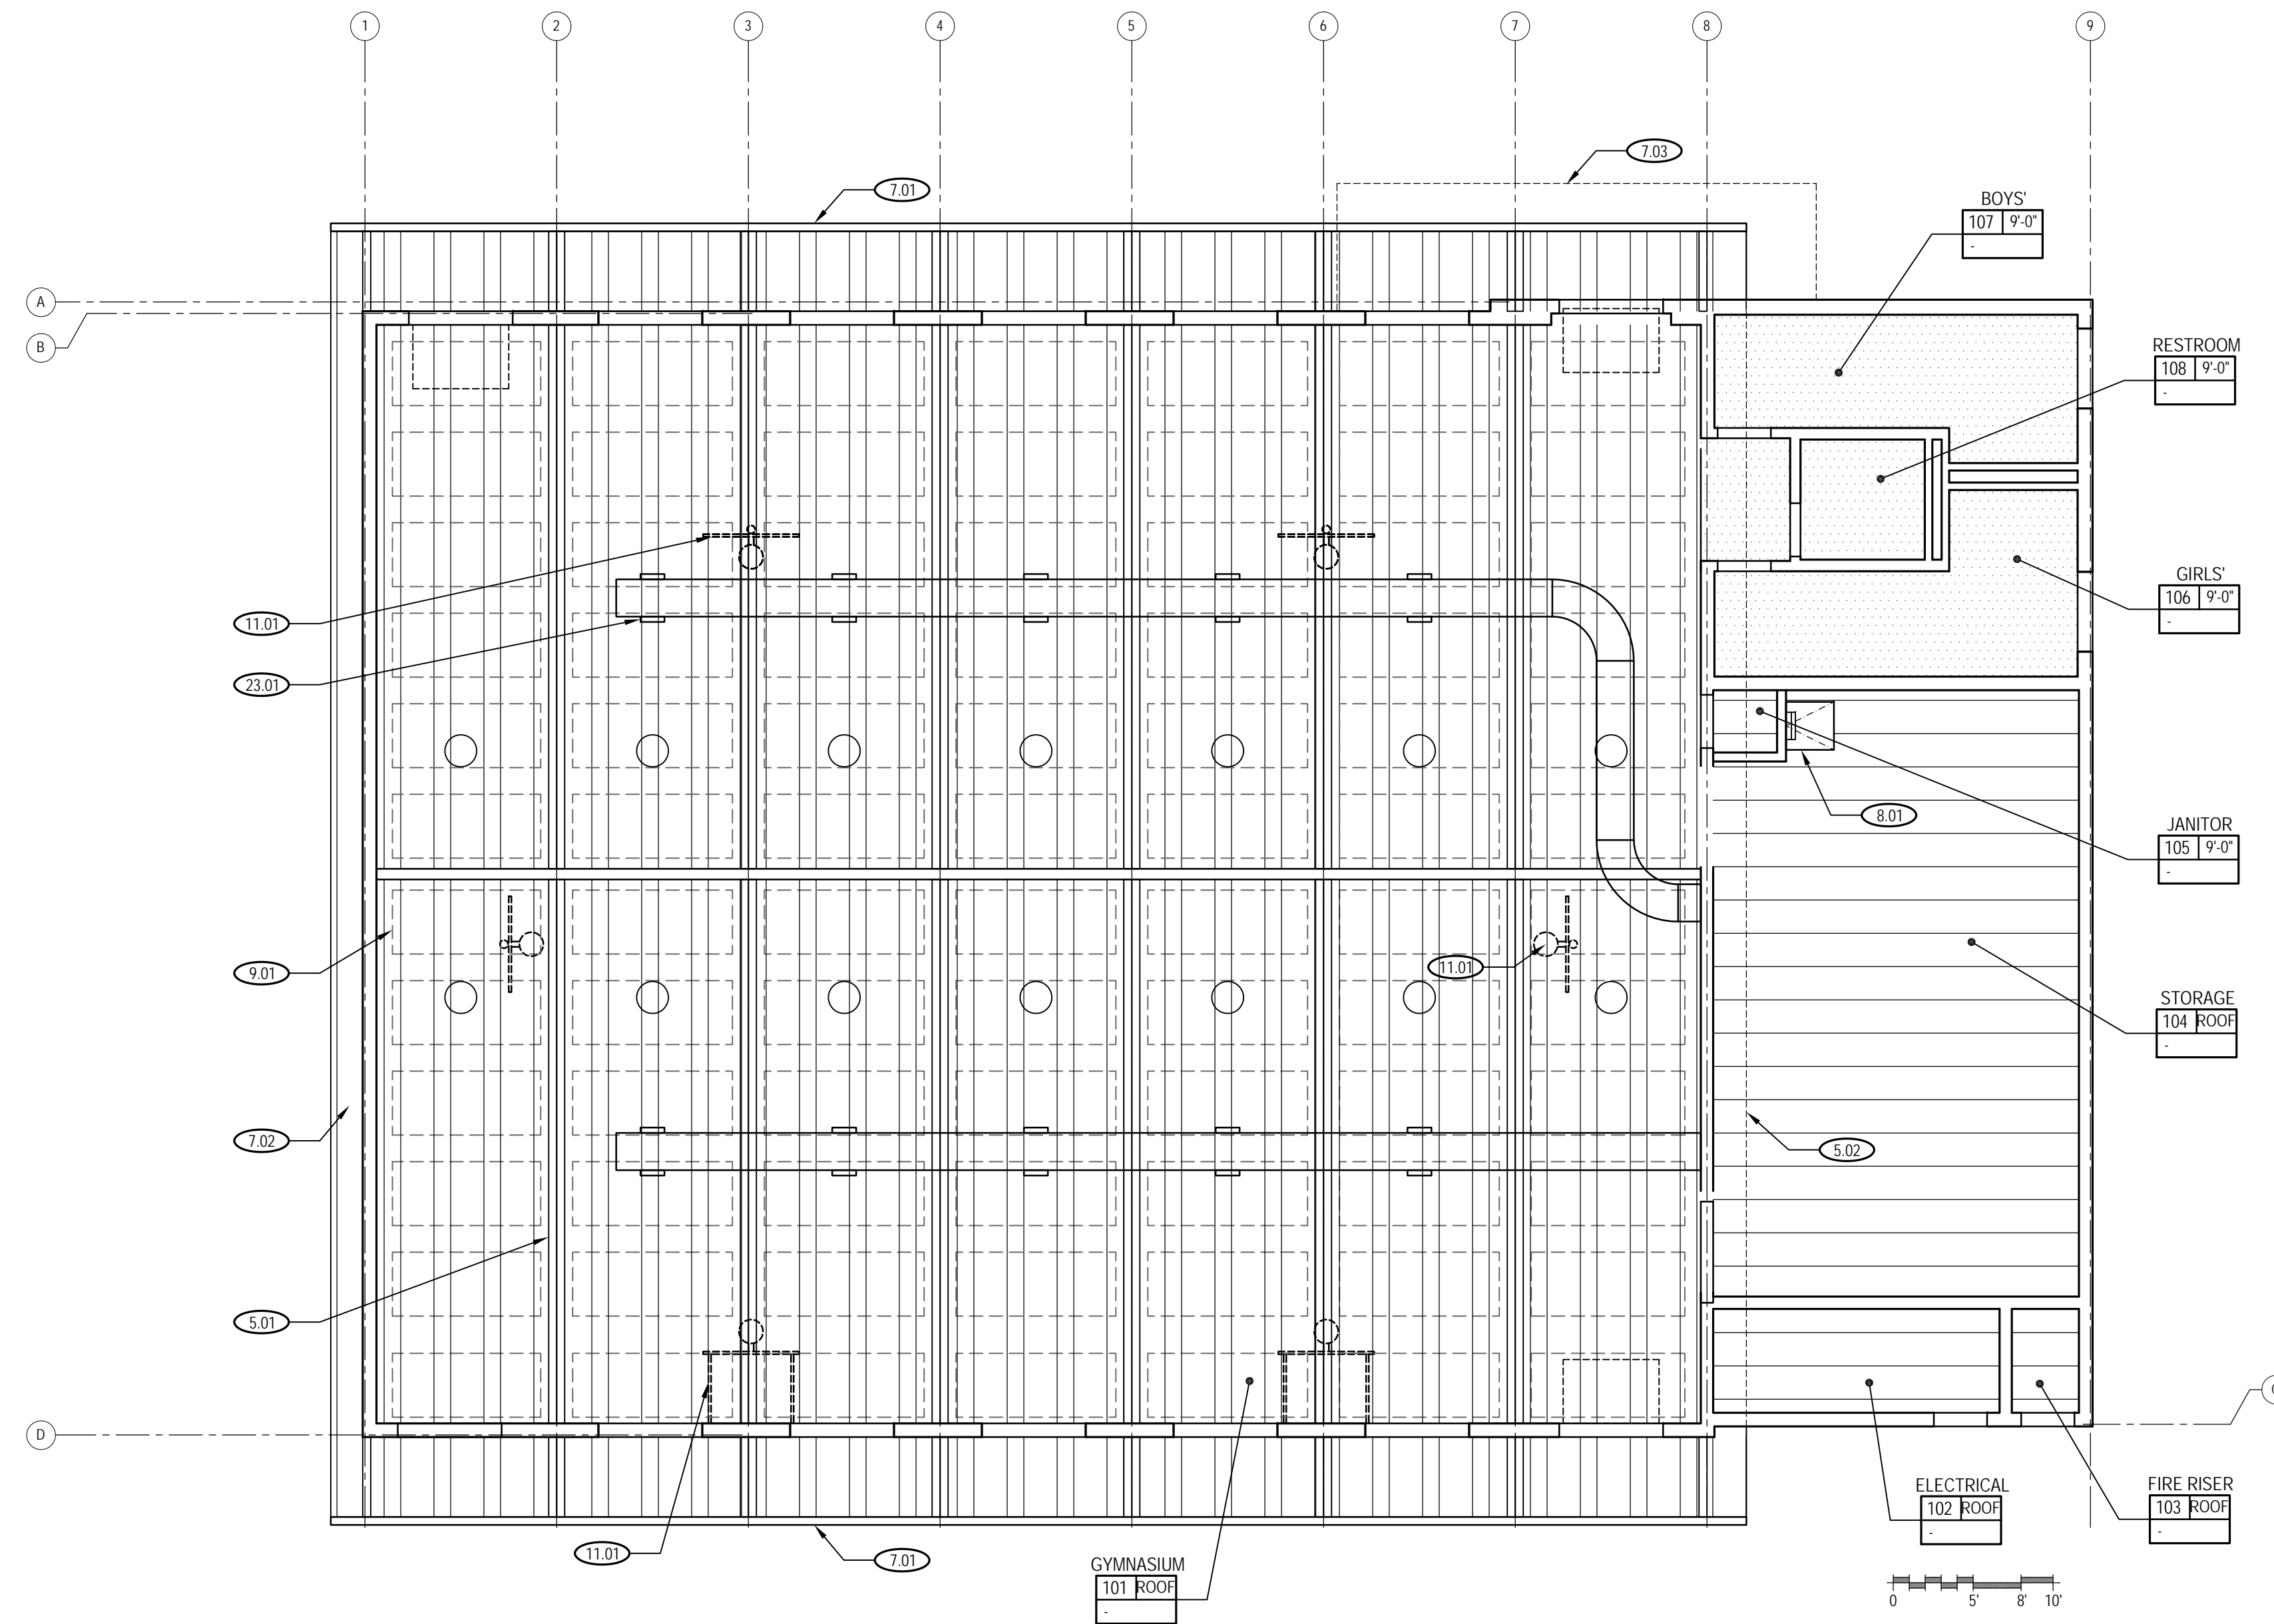 1 2 3 4 5 6 7 8 9
7.03
7.01
BOYS'
107 9'-0"
-
A
B
RESTROOM
108 9'-0"
-
GIRLS'
106 9'-0"
-
11.01
23.01
8.01
JANITOR
105 9'-0"
-
9.01
11.01
STORAGE
104 ROOF
-
7.02
5.02
5.01
D
ELECTRICAL
102 ROOF
-
FIRE RISER
103 ROOF
-
11.01
7.01
GYMNASIUM
101 ROOF
-
0 5' 8' 10'